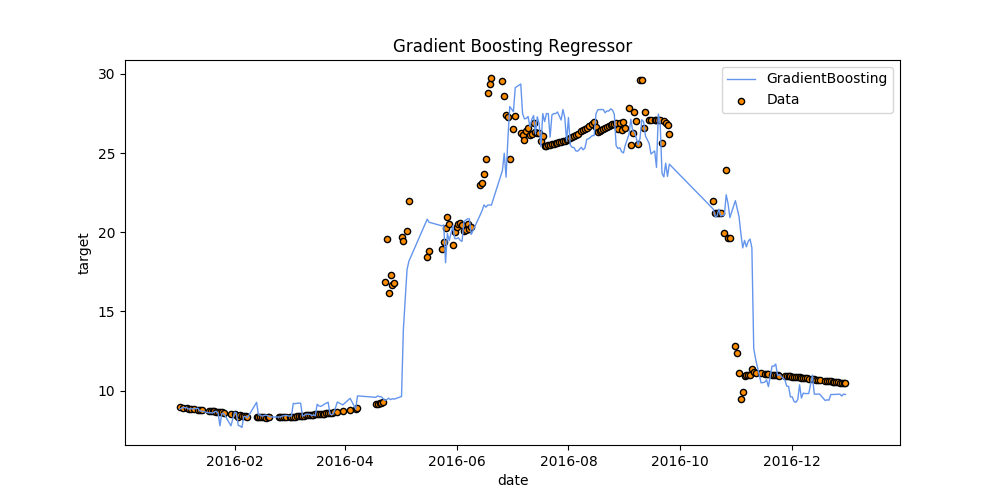 Gradient Boosting Regressor
GradientBoosting
Data
30
25
20
15
10
target
2016-02
2016-04
2016-06
2016-08
2016-10
2016-12
date